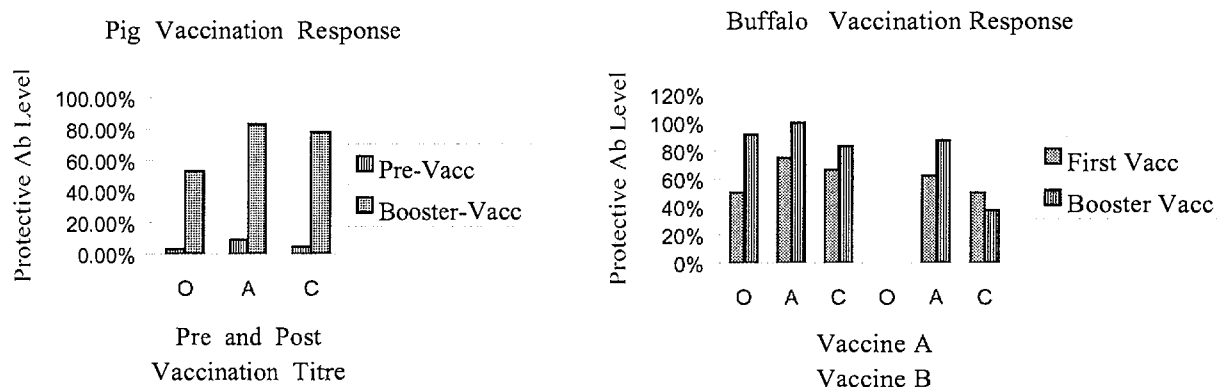 Pig Vaccination Response
Protective Ab Level
100.00%
80.00%
60.00%
40.00%
20.00%
0.00%
O A C
Pre-Vacc
Booster-Vacc
Pre and Post
Vaccination Titre
Buffalo Vaccination Response
Protective Ab Level
120%
100%
80%
60%
40%
20%
0%
O A C O A C
First Vacc
Booster Vacc
Vaccine A
Vaccine B